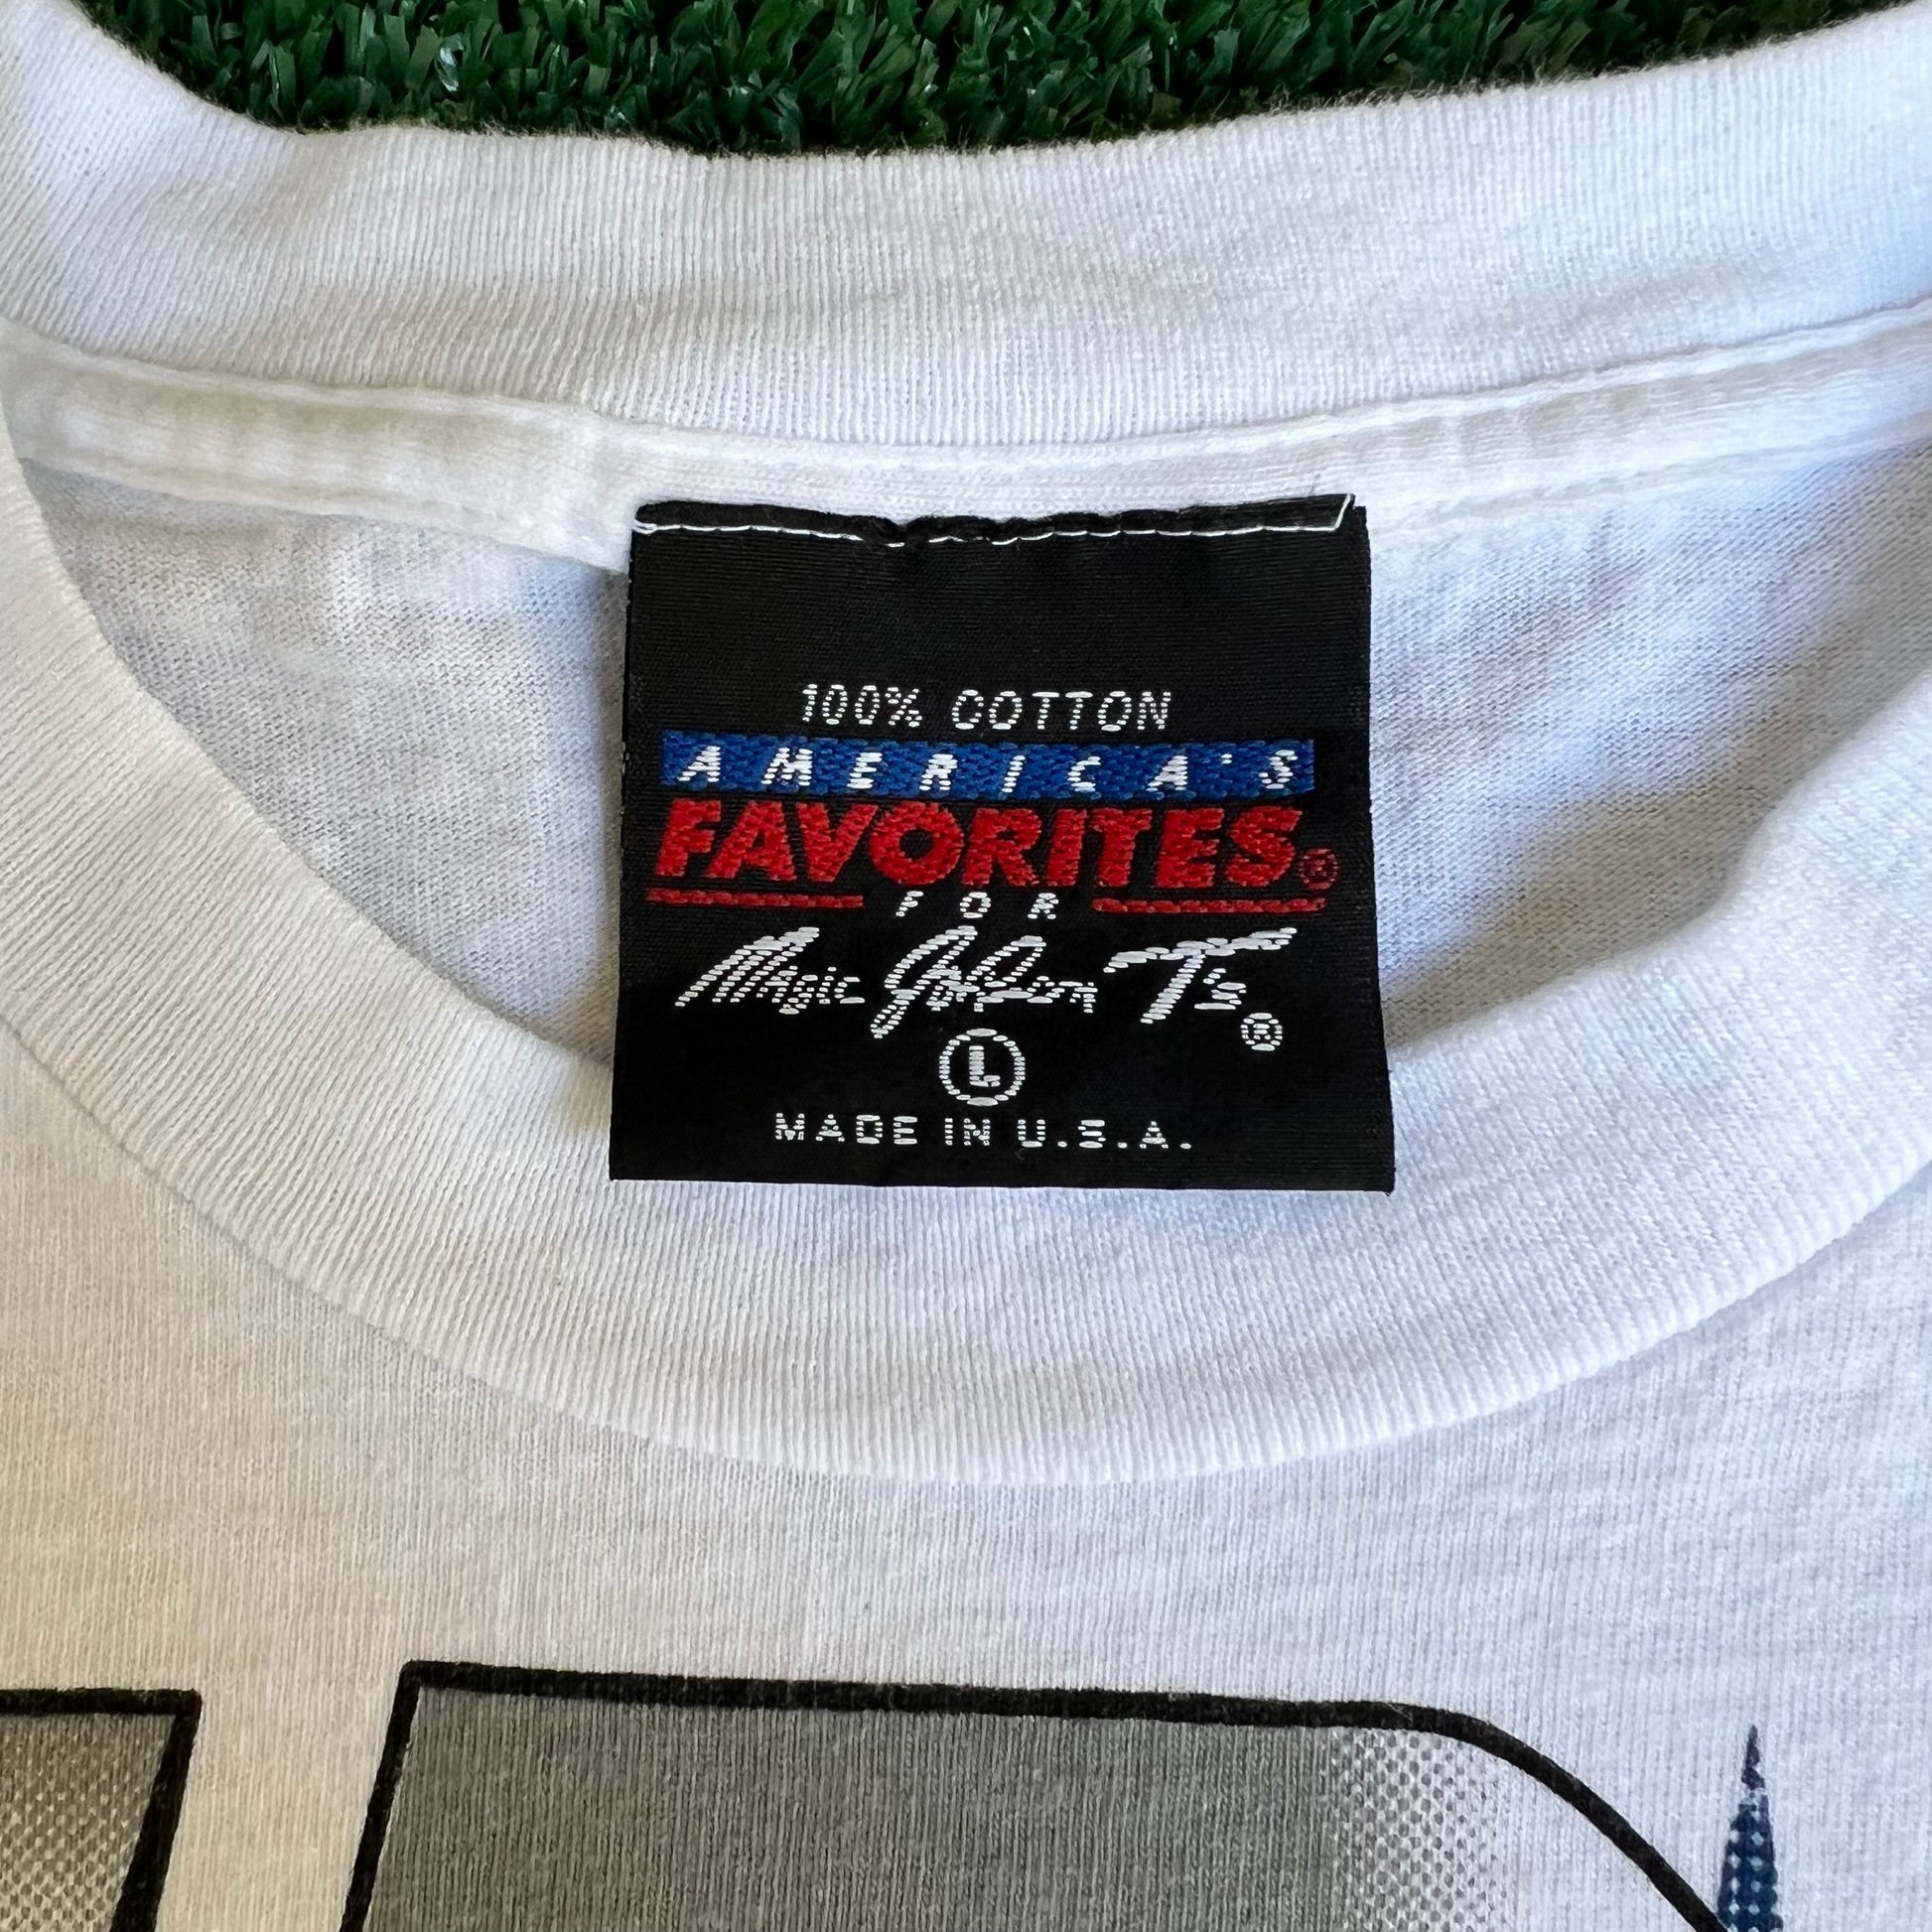 100% COTTON
AMERICA'S
FAVORITES®
FOR
Magic Johnson T's®
L
MADE IN U.S.A.